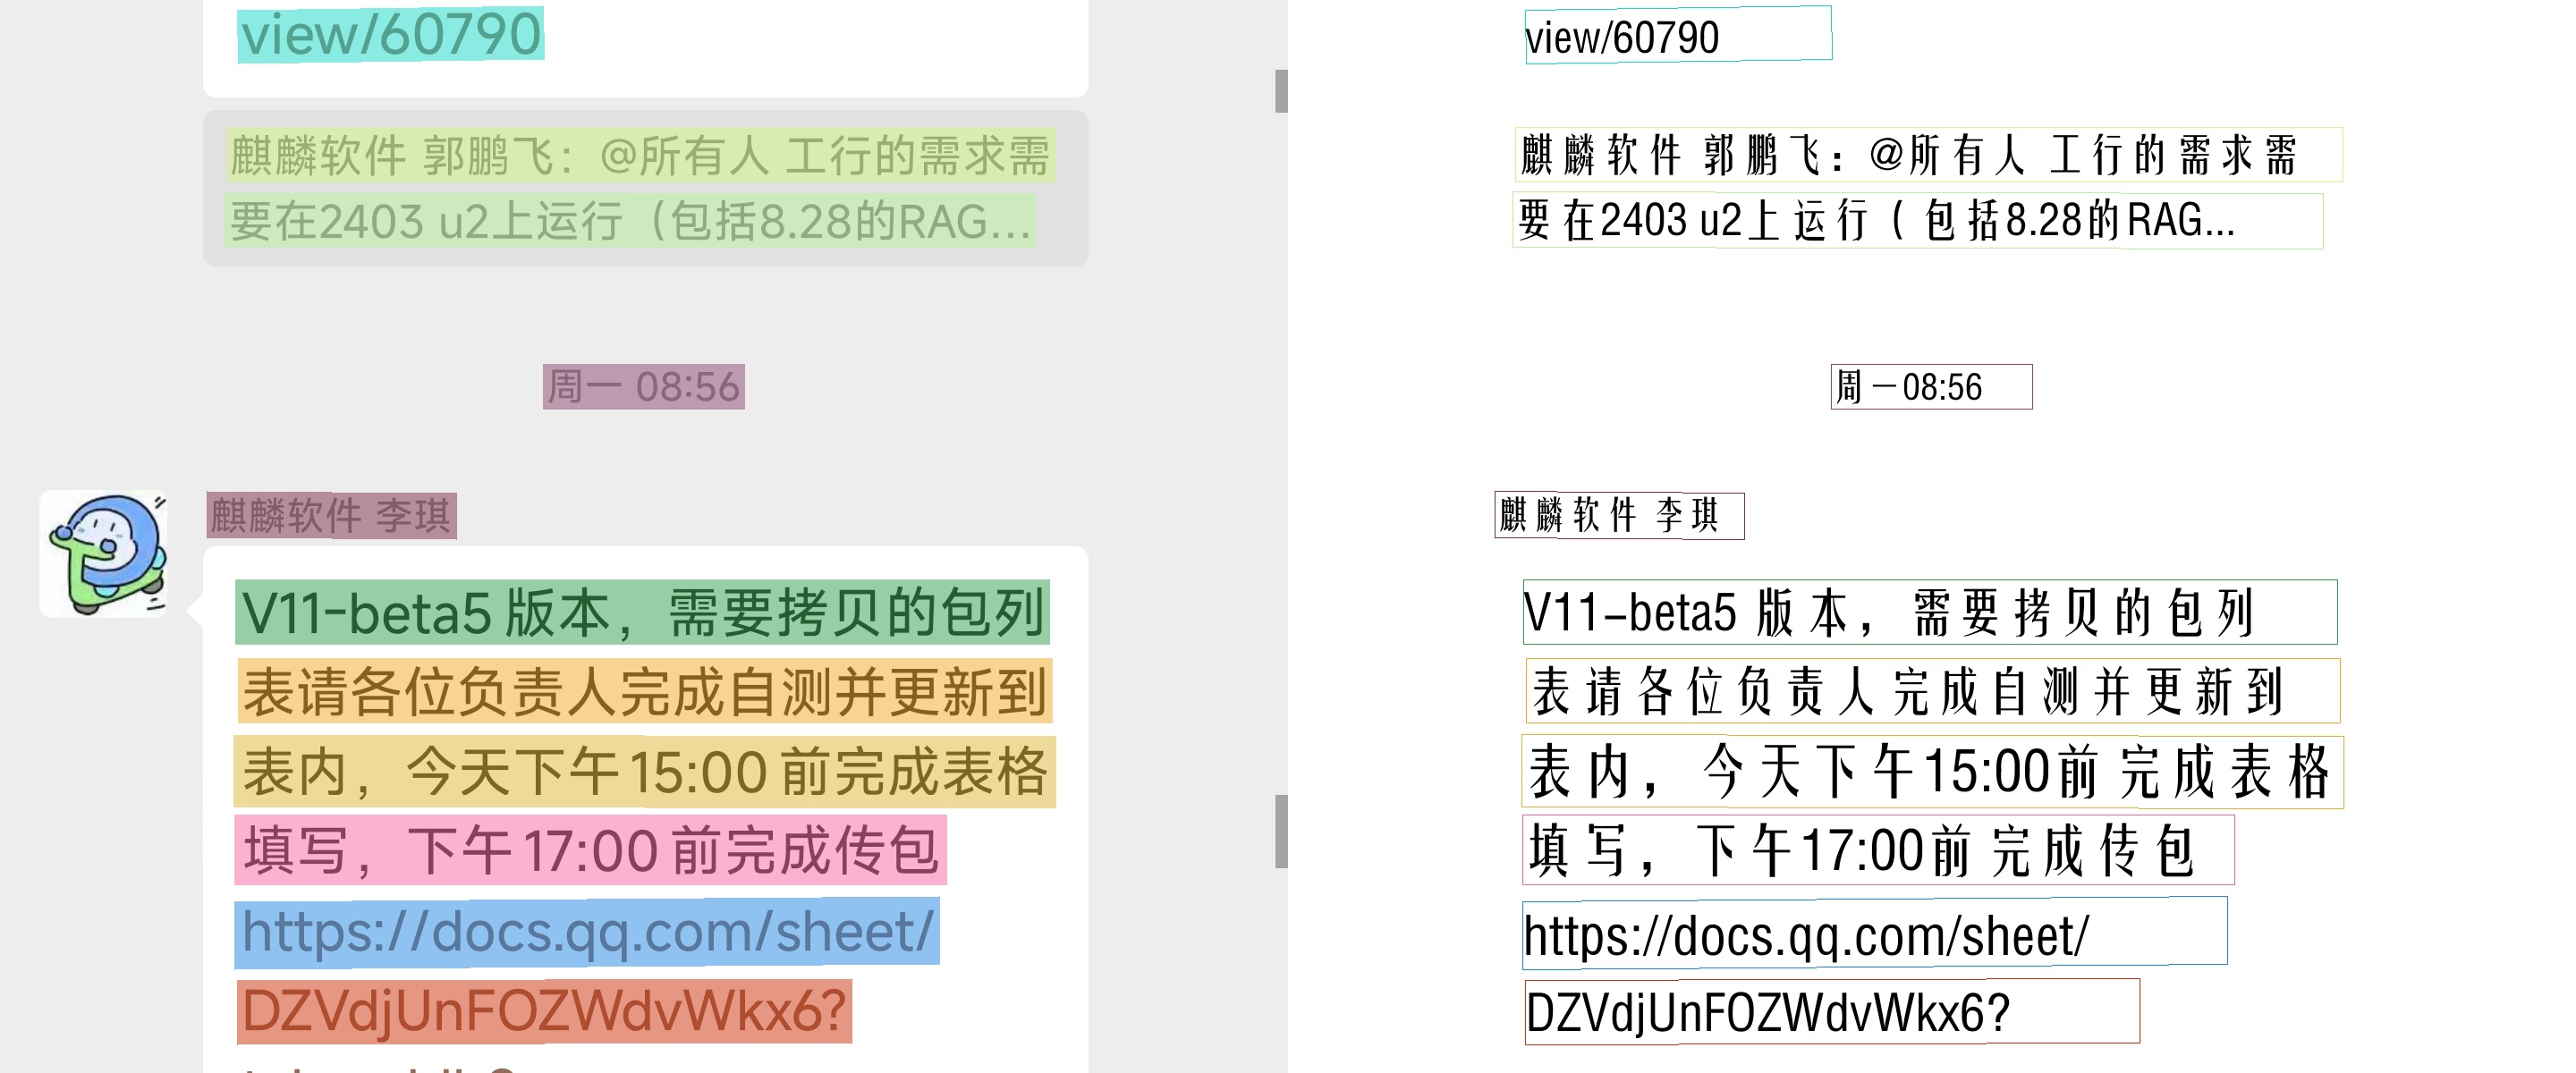 view/60790
麒麟软件 郭鹏飞：@所有人 工行的需求需
要在2403 u2上运行（包括8.28的RAG...
周一 08:56
麒麟软件 李琪
V11-beta5 版本，需要拷贝的包列
表请各位负责人完成自测并更新到
表内，今天下午 15:00 前完成表格
填写，下午 17:00 前完成传包
https://docs.qq.com/sheet/
DZVdjUnFOZWdvWkx6?
view/60790
麒麟软件 郭鹏飞：@所有人 工行的需求需
要在2403 u2上运行（包括8.28的RAG...
周一08:56
麒麟软件 李琪
V11-beta5 版本，需要拷贝的包列
表请各位负责人完成自测并更新到
表内，今天下午15:00前完成表格
填写，下午17:00前完成传包
https://docs.qq.com/sheet/
DZVdjUnFOZWdvWkx6?